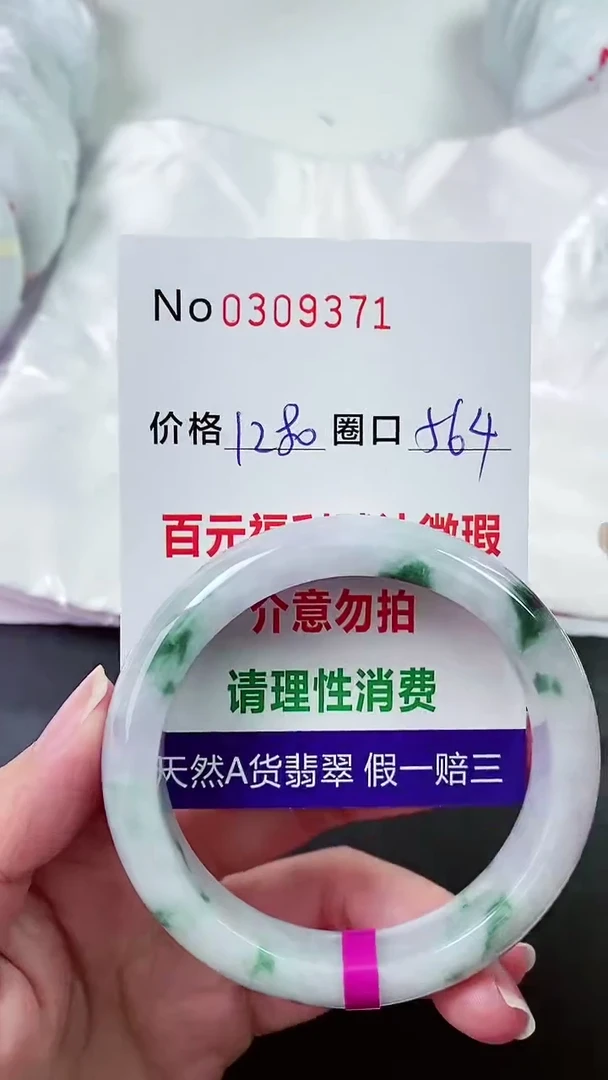 No 0309371
价格 1280 圈口 564
百元福利 微瑕
介意勿拍
请理性消费
天然A货翡翠 假一赔三